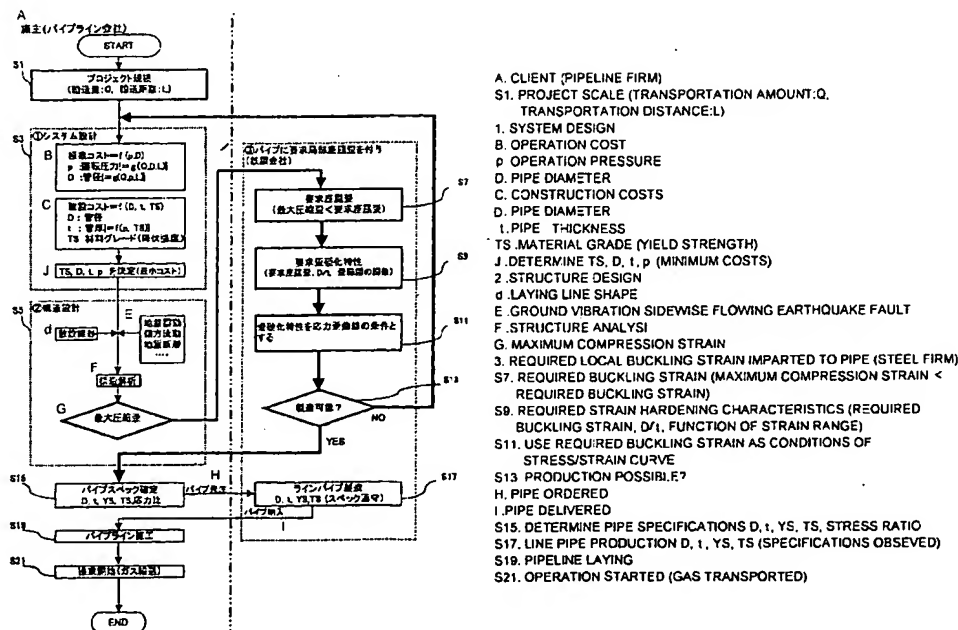 A
施主(パイプライン会社)
START
S1
プロジェクト規模
(輸送量:Q, 輸送距離:L)
S3
①システム設計
B
操業コスト=f(p,D)
p :運転圧力[=g(Q,D,L)]
D :管径[=g(Q,p,L)]
C
建設コスト=f(D, t, TS)
D : 管径
t : 管厚[=f(p, TS)]
TS :材料グレード(降伏強度)
J
TS, D, t, p を決定(最小コスト)
S5
②構造設計
E
d
敷設線形
地盤震動
側方流動
地震断層
....
F
構造解析
G
最大圧縮歪
③パイプに要求局部座屈歪を付与
(鉄鋼会社)
要求座屈歪
(最大圧縮歪<要求座屈歪)
S7
要求歪硬化特性
(要求座屈歪, D/t, 歪範囲の関数)
S9
歪硬化特性を応力歪曲線の条件と
する
S11
製造可能?
S13
NO
YES
S15
パイプスペック確定
D, t, YS, TS,応力比
H
パイプ発注
ラインパイプ製造
D, t, YS,TS (スペック遵守)
S17
パイプ納入
I
S19
パイプライン施工
S21
操業開始(ガス輸送)
END
A. CLIENT (PIPELINE FIRM)
S1. PROJECT SCALE (TRANSPORTATION AMOUNT:Q,
TRANSPORTATION DISTANCE:L)
1. SYSTEM DESIGN
B. OPERATION COST
p OPERATION PRESSURE
D. PIPE DIAMETER
C. CONSTRUCTION COSTS
D. PIPE DIAMETER
t. PIPE THICKNESS
TS .MATERIAL GRADE (YIELD STRENGTH)
J. DETERMINE TS, D, t, p (MINIMUM COSTS)
2. STRUCTURE DESIGN
d .LAYING LINE SHAPE
E. GROUND VIBRATION SIDEWISE FLOWING EARTHQUAKE FAULT
F. STRUCTURE ANALYSI
G. MAXIMUM COMPRESSION STRAIN
3. REQUIRED LOCAL BUCKLING STRAIN IMPARTED TO PIPE (STEEL FIRM)
S7. REQUIRED BUCKLING STRAIN (MAXIMUM COMPRESSION STRAIN <
REQUIRED BUCKLING STRAIN)
S9. REQUIRED STRAIN HARDENING CHARACTERISTICS (REQUIRED
BUCKLING STRAIN, D/t, FUNCTION OF STRAIN RANGE)
S11. USE REQUIRED BUCKLING STRAIN AS CONDITIONS OF
STRESS/STRAIN CURVE
S13 PRODUCTION POSSIBLE?
H. PIPE ORDERED
I .PIPE DELIVERED
S15. DETERMINE PIPE SPECIFICATIONS D, t, YS, TS, STRESS RATIO
S17. LINE PIPE PRODUCTION D, t, YS, TS (SPECIFICATIONS OBSEVED)
S19. PIPELINE LAYING
S21. OPERATION STARTED (GAS TRANSPORTED)